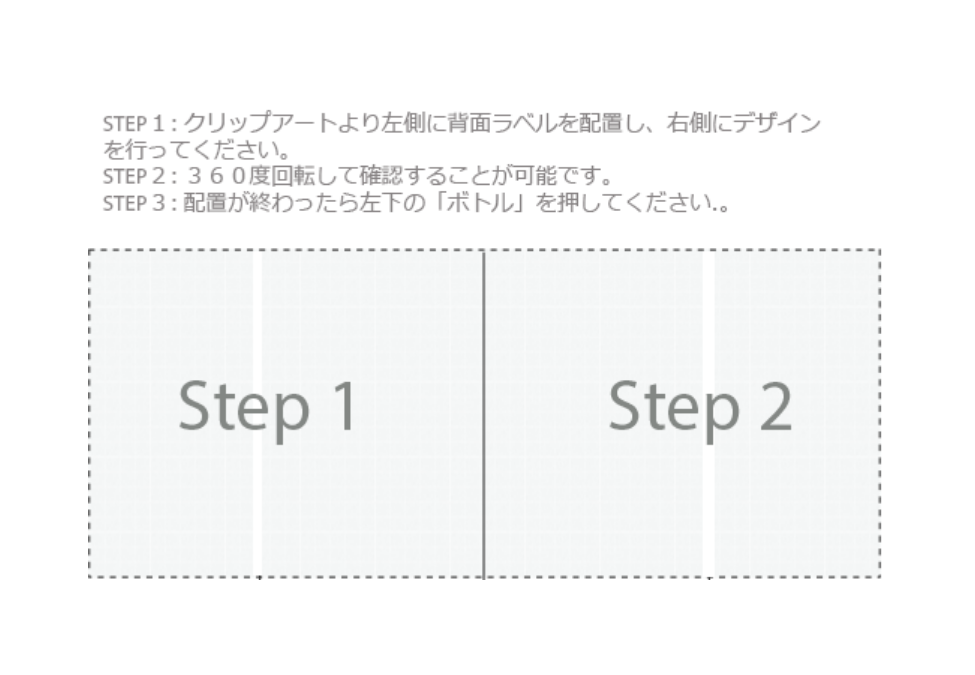 STEP 1 : クリップアートより左側に背面ラベルを配置し、右側にデザイン
を行ってください。
STEP 2 : ３６０度回転して確認することが可能です。
STEP 3 : 配置が終わったら左下の「ボトル」を押してください.。
Step 1
Step 2